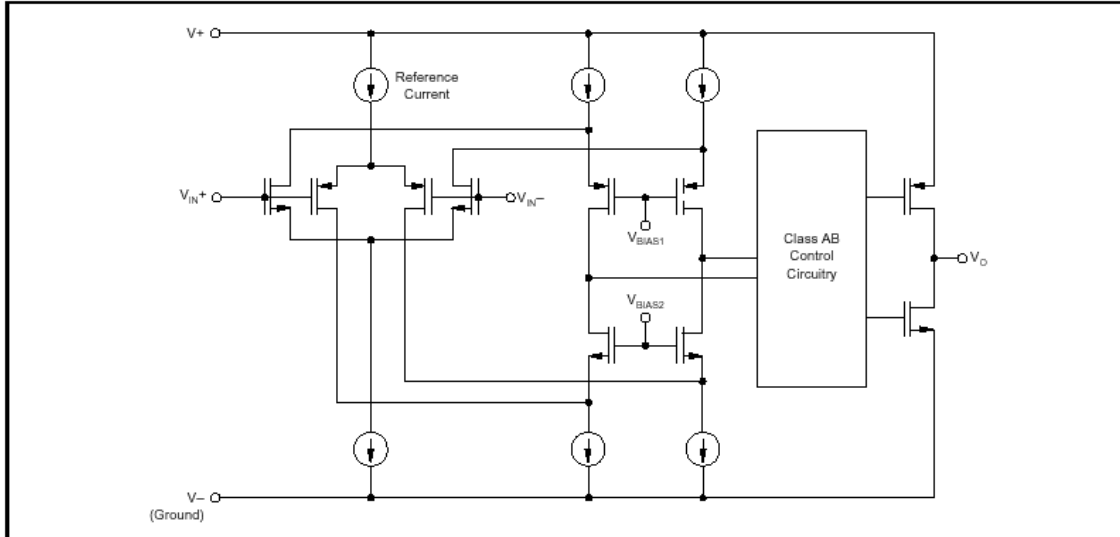 V+
Reference
Current
VIN+
VIN–
VBIAS1
Class AB
Control
Circuitry
VO
VBIAS2
V–
(Ground)